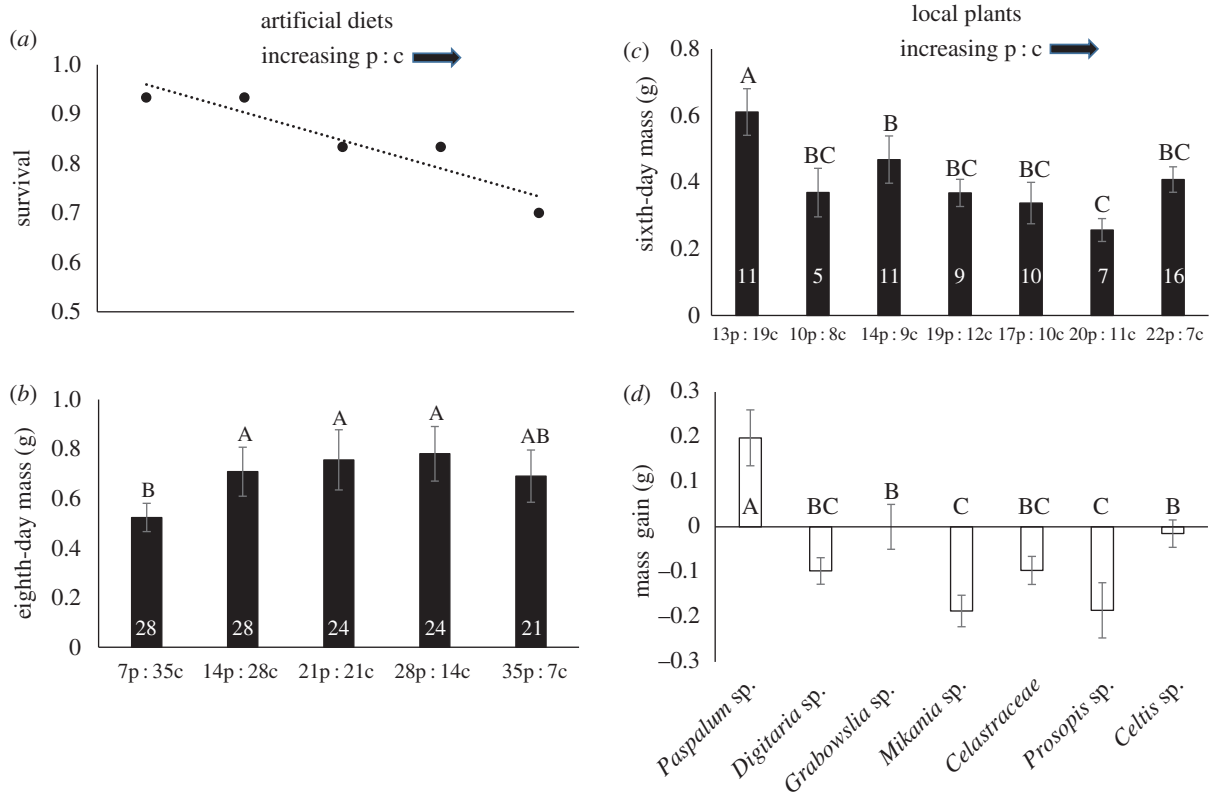 (a)
artificial diets
increasing p : c
1.0
0.9
0.8
0.7
0.6
0.5
survival
(b)
1.0
0.8
0.6
0.4
0.2
0
eighth-day mass (g)
B
A
A
A
AB
28
28
24
24
21
7p : 35c 14p : 28c 21p : 21c 28p : 14c 35p : 7c
(c)
local plants
increasing p : c
0.8
0.6
0.4
0.2
0
sixth-day mass (g)
A
BC
B
BC
BC
C
BC
11
5
11
9
10
7
16
13p : 19c 10p : 8c 14p : 9c 19p : 12c 17p : 10c 20p : 11c 22p : 7c
(d)
0.3
0.2
0.1
0
–0.1
–0.2
–0.3
mass gain (g)
A
BC
B
C
BC
C
B
Paspalum sp.
Digitaria sp.
Grabowslia sp.
Mikania sp.
Celastraceae
Prosopis sp.
Celtis sp.